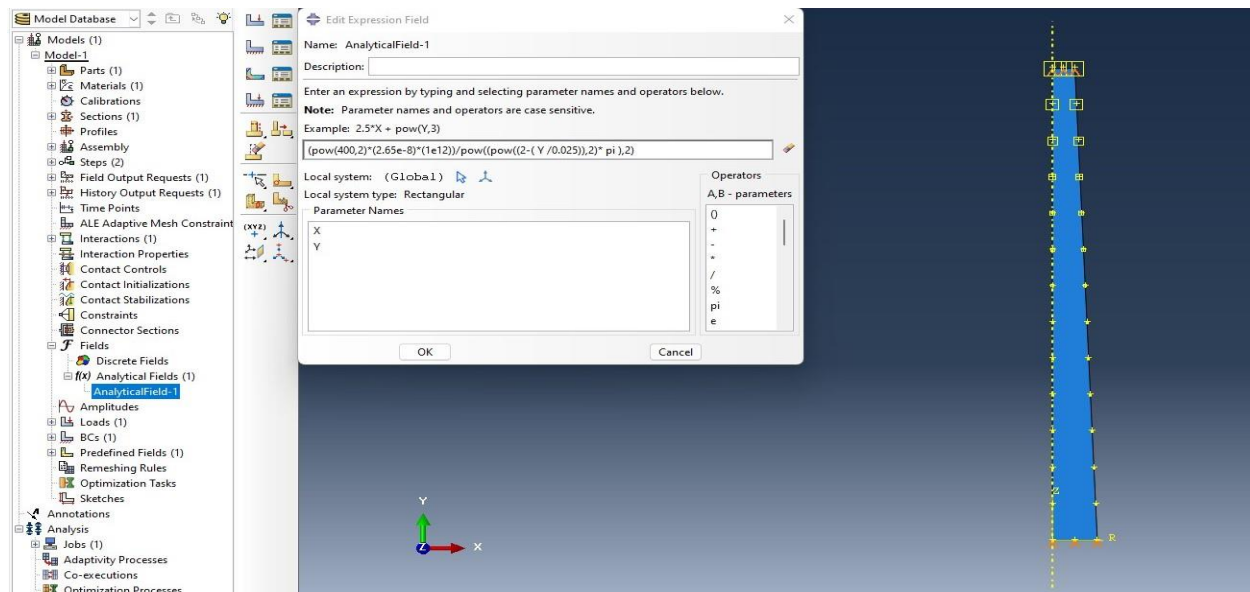 Model Database
Models (1)
Model-1
Parts (1)
Materials (1)
Calibrations
Sections (1)
Profiles
Assembly
Steps (2)
Field Output Requests (1)
History Output Requests (1)
Time Points
ALE Adaptive Mesh Constraint
Interactions (1)
Interaction Properties
Contact Controls
Contact Initializations
Contact Stabilizations
Constraints
Connector Sections
Fields
Discrete Fields
f(x) Analytical Fields (1)
AnalyticalField-1
Amplitudes
Loads (1)
BCs (1)
Predefined Fields (1)
Remeshing Rules
Optimization Tasks
Sketches
Annotations
Analysis
Jobs (1)
Adaptivity Processes
Co-executions
Optimization Processes
(XYZ)
Edit Expression Field
Name: AnalyticalField-1
Description:
Enter an expression by typing and selecting parameter names and operators below.
Note: Parameter names and operators are case sensitive.
Example: 2.5*X + pow(Y,3)
(pow(400,2)*(2.65e-8)*(1e12))/pow((pow((2-( Y /0.025)),2)* pi ),2)
Local system: (Global)
Local system type: Rectangular
Parameter Names
X
Y
Operators
A,B - parameters
()
+
-
*
/
%
pi
e
OK
Cancel
Y
Z
X
Z
R